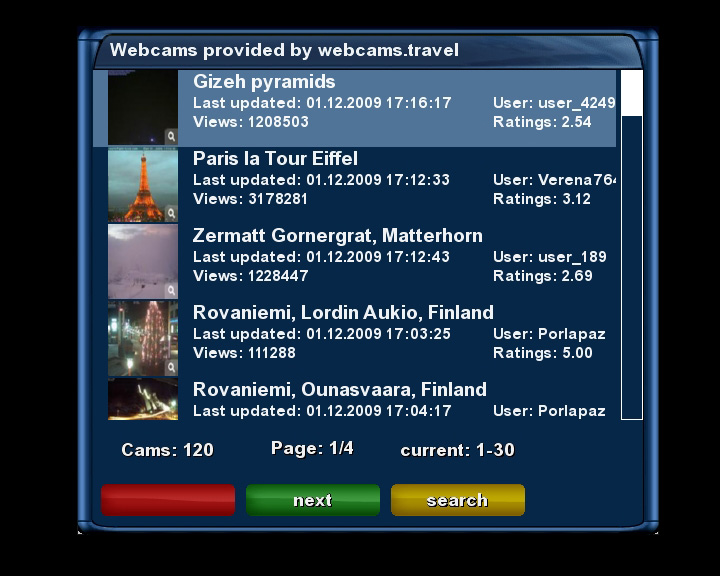 Webcams provided by webcams.travel
Gizeh pyramids
Last updated: 01.12.2009 17:16:17 User: user_4249
Views: 1208503 Ratings: 2.54
Paris la Tour Eiffel
Last updated: 01.12.2009 17:12:33 User: Verena764
Views: 3178281 Ratings: 3.12
Zermatt Gornergrat, Matterhorn
Last updated: 01.12.2009 17:12:43 User: user_189
Views: 1228447 Ratings: 2.69
Rovaniemi, Lordin Aukio, Finland
Last updated: 01.12.2009 17:03:25 User: Porlapaz
Views: 111288 Ratings: 5.00
Rovaniemi, Ounasvaara, Finland
Last updated: 01.12.2009 17:04:17 User: Porlapaz
Cams: 120 Page: 1/4 current: 1-30
next search